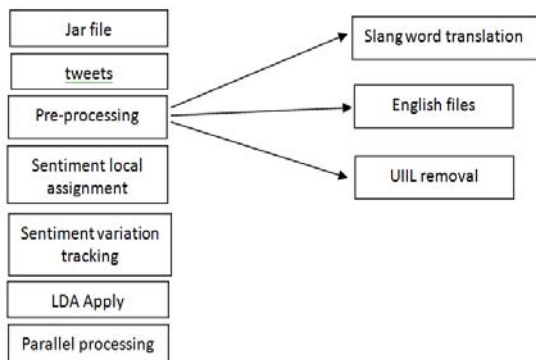 Jar file
tweets
Pre-processing
Sentiment local
assignment
Sentiment variation
tracking
LDA Apply
Parallel processing
Slang word translation
English files
UIIL removal